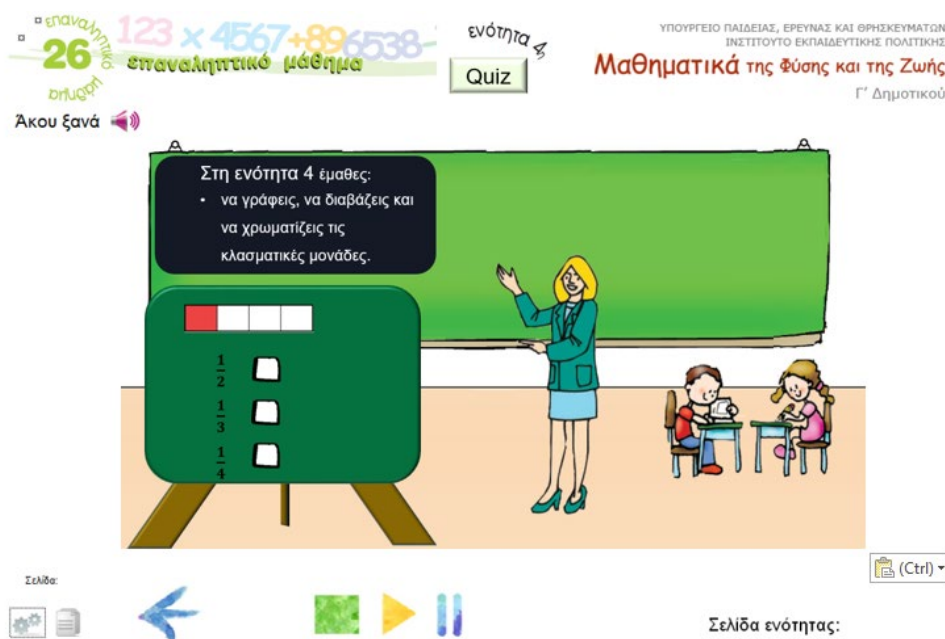 επαναληπτικό
26
μάθημα
123 x 4567+896538-
επαναληπτικό μάθημα
ενότητα 4
Quiz
ΥΠΟΥΡΓΕΙΟ ΠΑΙΔΕΙΑΣ, ΕΡΕΥΝΑΣ ΚΑΙ ΘΡΗΣΚΕΥΜΑΤΩΝ
ΙΝΣΤΙΤΟΥΤΟ ΕΚΠΑΙΔΕΥΤΙΚΗΣ ΠΟΛΙΤΙΚΗΣ
Μαθηματικά της Φύσης και της Ζωής
Γ΄ Δημοτικού
Άκου ξανά
Στη ενότητα 4 έμαθες:
• να γράφεις, να διαβάζεις και
να χρωματίζεις τις
κλασματικές μονάδες.
1/2
1/3
1/4
(Ctrl)
Σελίδα:
Σελίδα ενότητας: